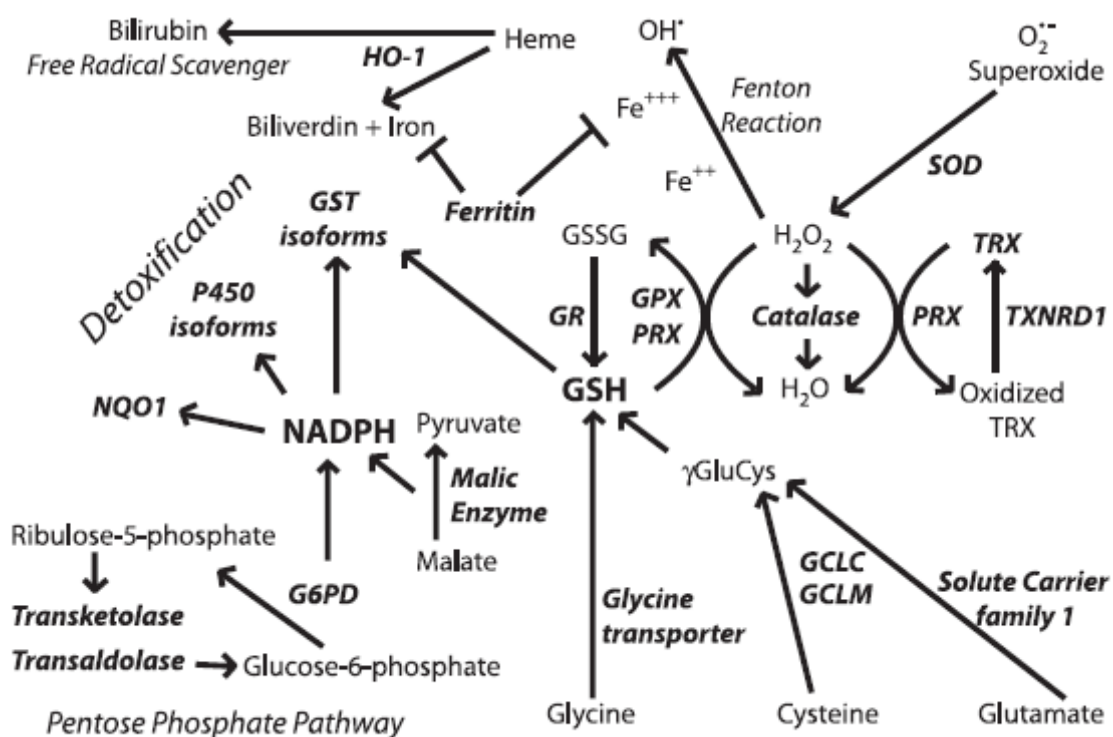 Bilirubin
Free Radical Scavenger
HO-1
Heme
OH•
O₂•-
Superoxide
Fe+++
Fenton
Reaction
Biliverdin + Iron
Fe++
SOD
Detoxification
GST
isoforms
Ferritin
GSSG
H₂O₂
TRX
P450
isoforms
GR
GPX
PRX
Catalase
PRX
TXNRD1
GSH
H₂O
Oxidized
TRX
NQO1
NADPH
Pyruvate
Malic
Enzyme
γGluCys
Ribulose-5-phosphate
Malate
G6PD
GCLC
GCLM
Solute Carrier
family 1
Transketolase
Glycine
transporter
Transaldolase
Glucose-6-phosphate
Pentose Phosphate Pathway
Glycine
Cysteine
Glutamate